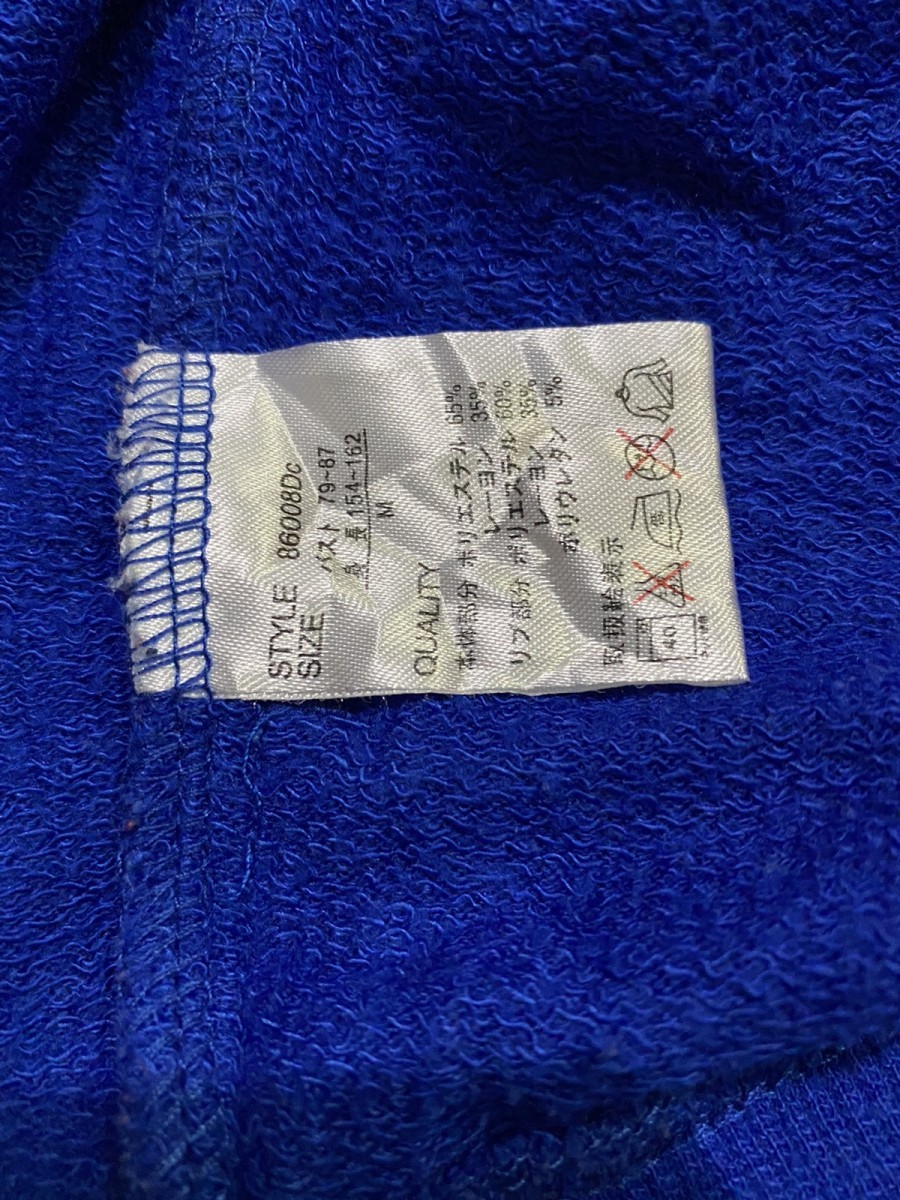 STYLE 86008Dc
SIZE バスト 79~87
身長 154~162
M
QUALITY
本体部分 ポリエステル 65%
レーヨン 35%
リブ部分 ポリエステル 60%
レーヨン 35%
ポリウレタン 5%
取扱絵表示
40